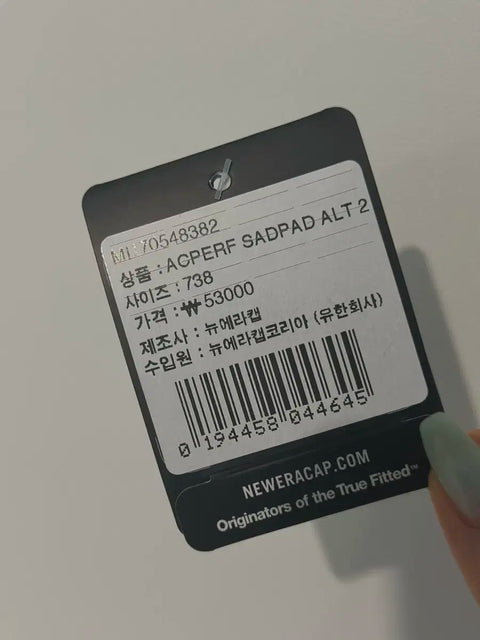 70548382
상품 : ACPERF SADPAD ALT 2
사이즈 : 738
가격 : ₩ 53000
제조사 : 뉴에라캡
수입원 : 뉴에라캡코리아 (유한회사)
0 194458 044645
NEWERACAP.COM
Originators of the True Fitted™